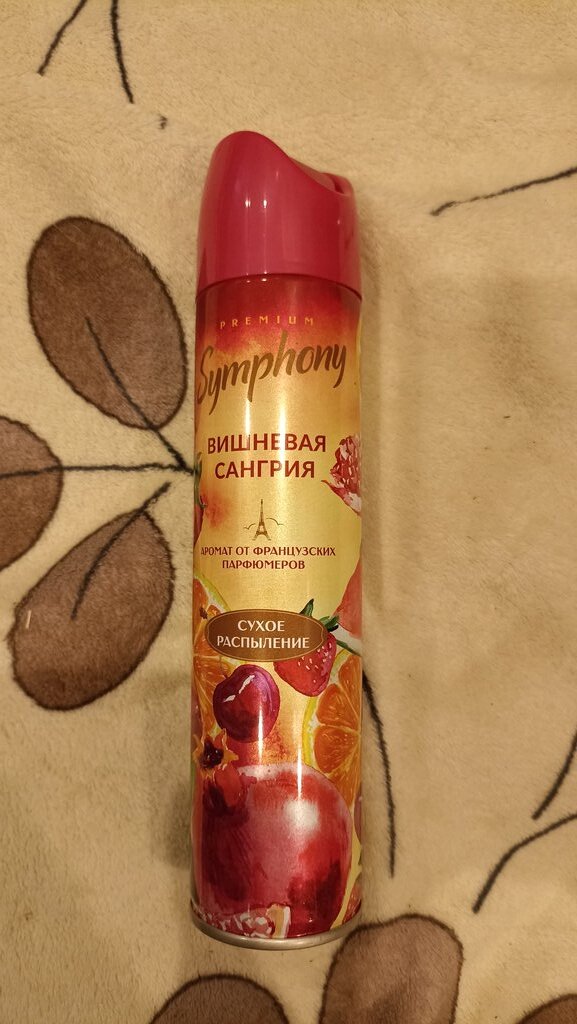 PREMIUM
Symphony
ВИШНЕВАЯ
САНГРИЯ
АРОМАТ ОТ ФРАНЦУЗСКИХ
ПАРФЮМЕРОВ
СУХОЕ
РАСПЫЛЕНИЕ